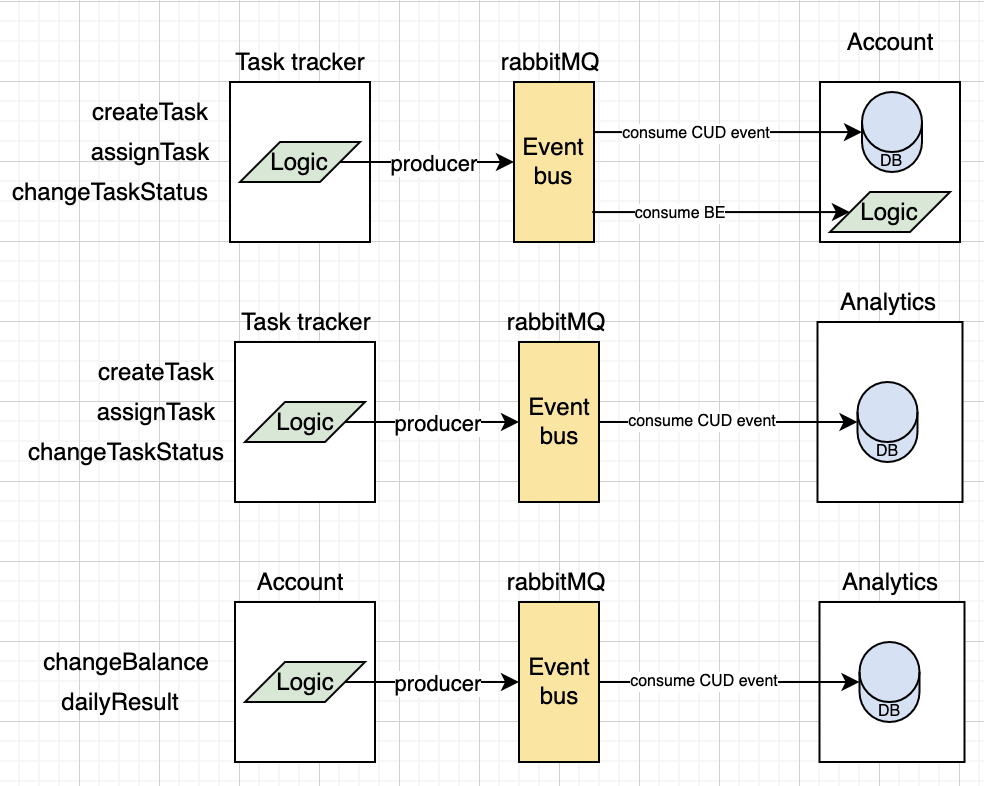 Task tracker
rabbitMQ
Account
createTask
assignTask
changeTaskStatus
Logic
producer
Event
bus
consume CUD event
DB
consume BE
Logic
Task tracker
rabbitMQ
Analytics
createTask
assignTask
changeTaskStatus
Logic
producer
Event
bus
consume CUD event
DB
Account
rabbitMQ
Analytics
changeBalance
dailyResult
Logic
producer
Event
bus
consume CUD event
DB